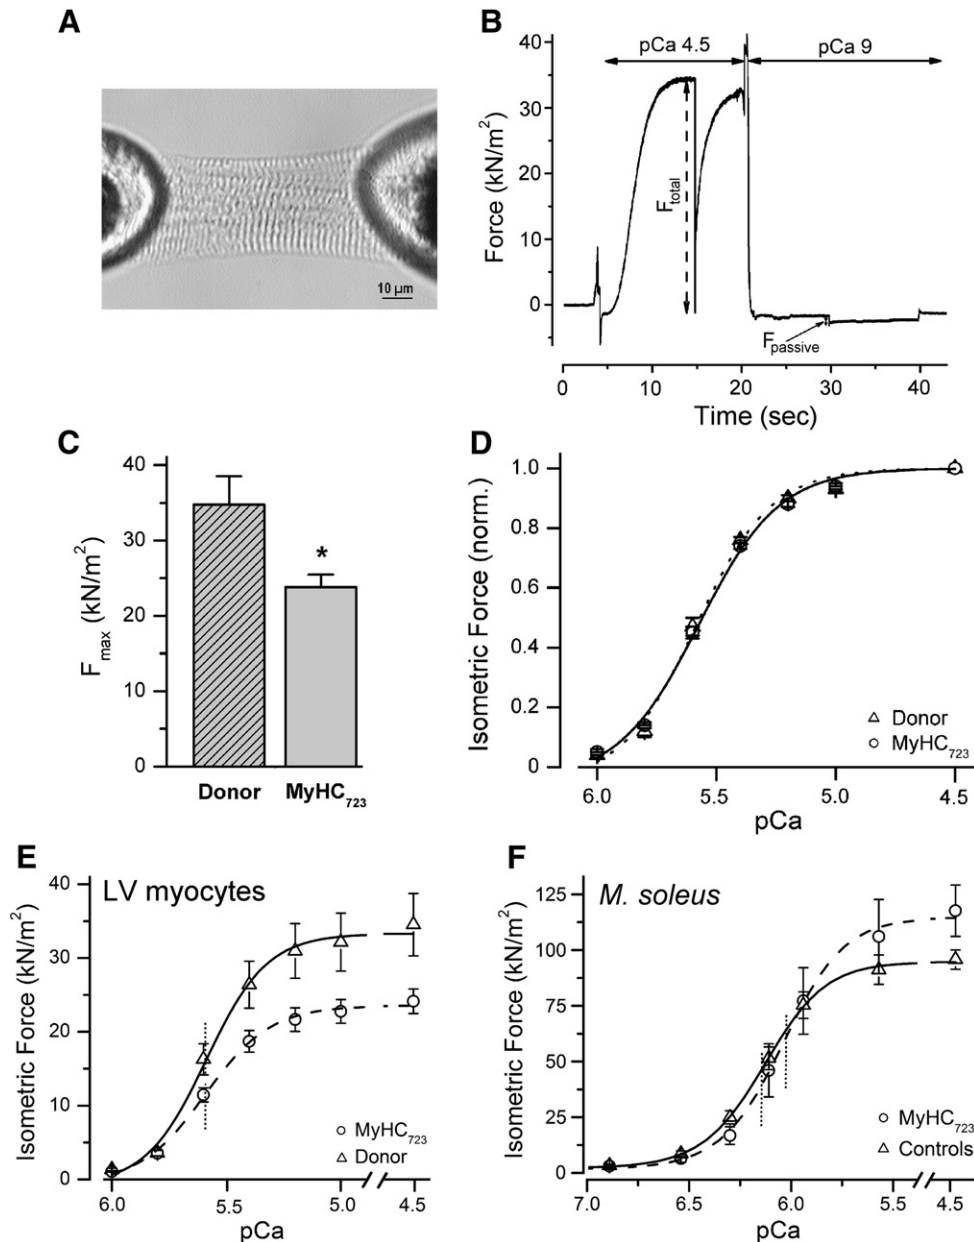 A
10 µm
B
Force (kN/m²)
40
30
20
10
0
pCa 4.5
pCa 9
F_total
F_passive
0
10
20
30
40
Time (sec)
C
F_max (kN/m²)
40
30
20
10
0
*
Donor
MyHC_723
D
Isometric Force (norm.)
1.0
0.8
0.6
0.4
0.2
0
Donor
MyHC_723
6.0
5.5
5.0
4.5
pCa
E
LV myocytes
Isometric Force (kN/m²)
40
30
20
10
0
MyHC_723
Donor
6.0
5.5
5.0
4.5
pCa
F
M. soleus
Isometric Force (kN/m²)
125
100
75
50
25
0
MyHC_723
Controls
7.0
6.5
6.0
5.5
4.5
pCa